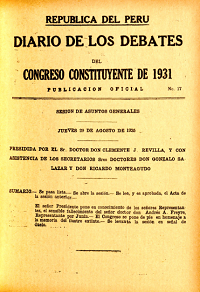 REPUBLICA DEL PERU
DIARIO DE LOS DEBATES
DEL
CONGRESO CONSTITUYENTE DE 1931
PUBLICACION OFICIAL No. 17
SESION DE ASUNTOS GENERALES
JUEVES DE AGOSTO DE
PRESIDIDA POR EL Sr. DOCTOR DON CLEMENTE J. REVILLA, Y CON
ASISTENCIA DE LOS SECRETARIOS Sres DOCTORES DON GONZALO SA
LAZAR Y DON RICARDO MONTEAGUDO
SUMARIO.— Se pasa lista.— Se abre la sesión.— Se lee, y es aprobada, el Acta de
la sesión anterior.—
El señor Presidente pone en conocimiento de los señores Representan-
tes, el sensible fallecimiento del señor doctor don Andrés A. Freyre,
Representante por Junín.— El Congreso se pone de pie en homenaje
a la memoria del ilustre extinto.— Se levanta la sesión en señal de
duelo.